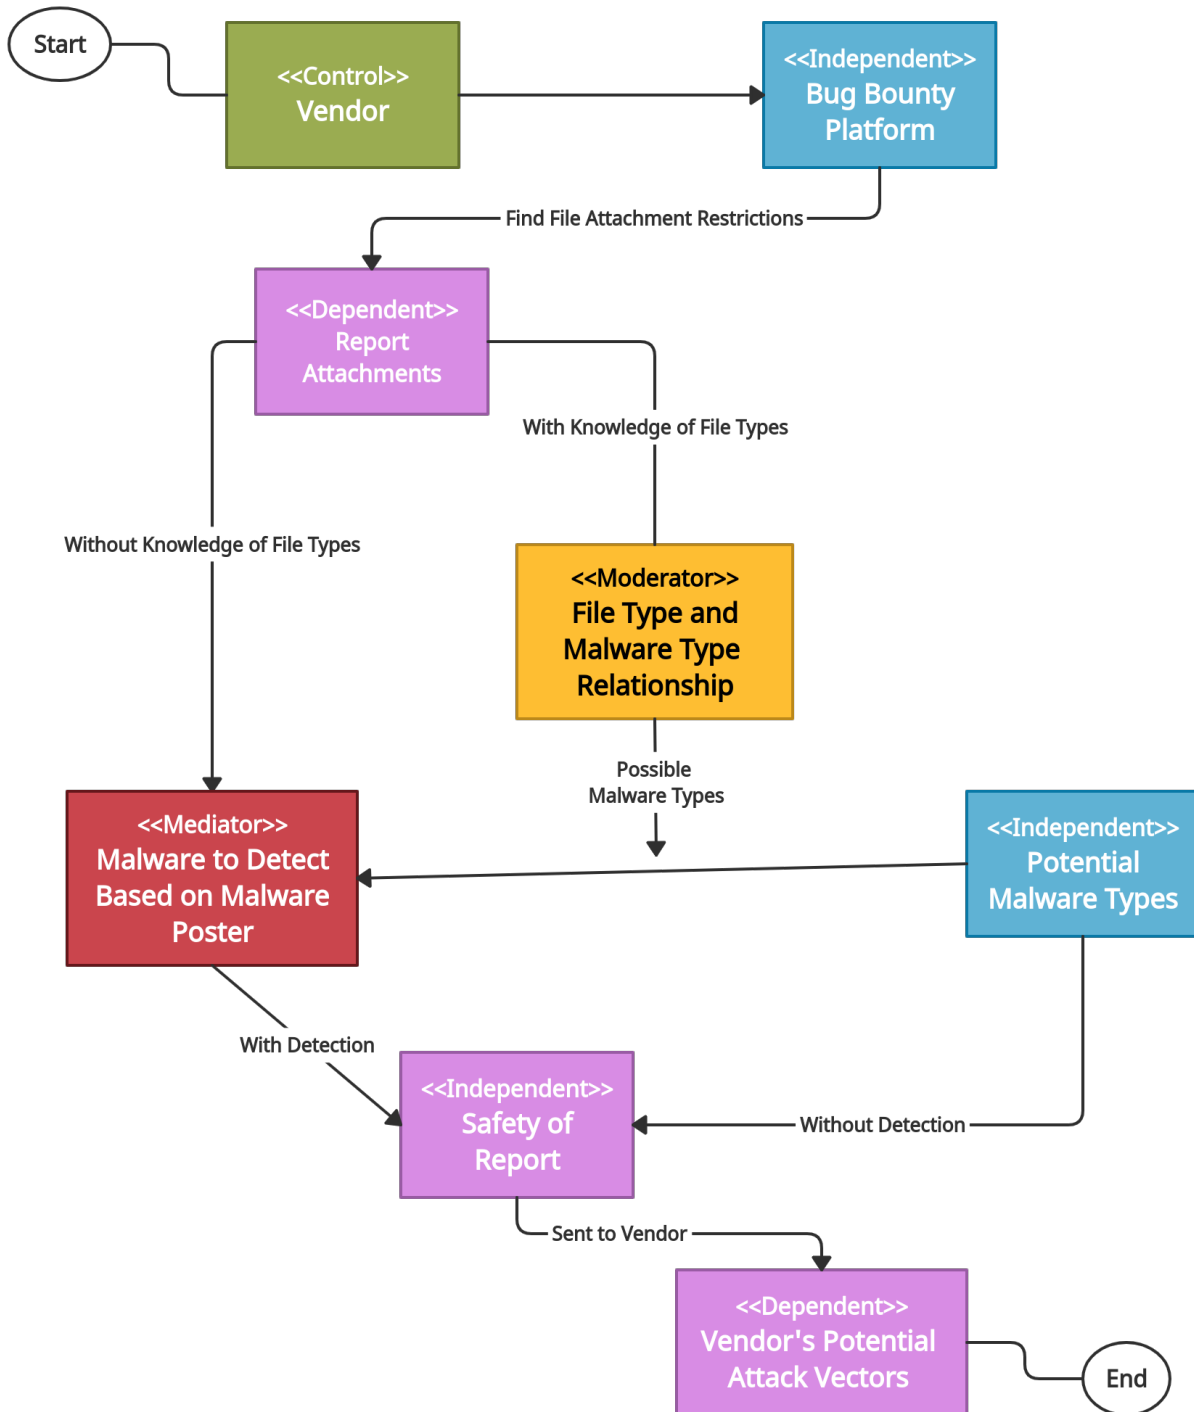 Start
<<Control>>
Vendor
<<Independent>>
Bug Bounty
Platform
Find File Attachment Restrictions
<<Dependent>>
Report
Attachments
With Knowledge of File Types
Without Knowledge of File Types
<<Moderator>>
File Type and
Malware Type
Relationship
Possible
Malware Types
<<Mediator>>
Malware to Detect
Based on Malware
Poster
<<Independent>>
Potential
Malware Types
With Detection
<<Independent>>
Safety of
Report
Without Detection
Sent to Vendor
<<Dependent>>
Vendor's Potential
Attack Vectors
End